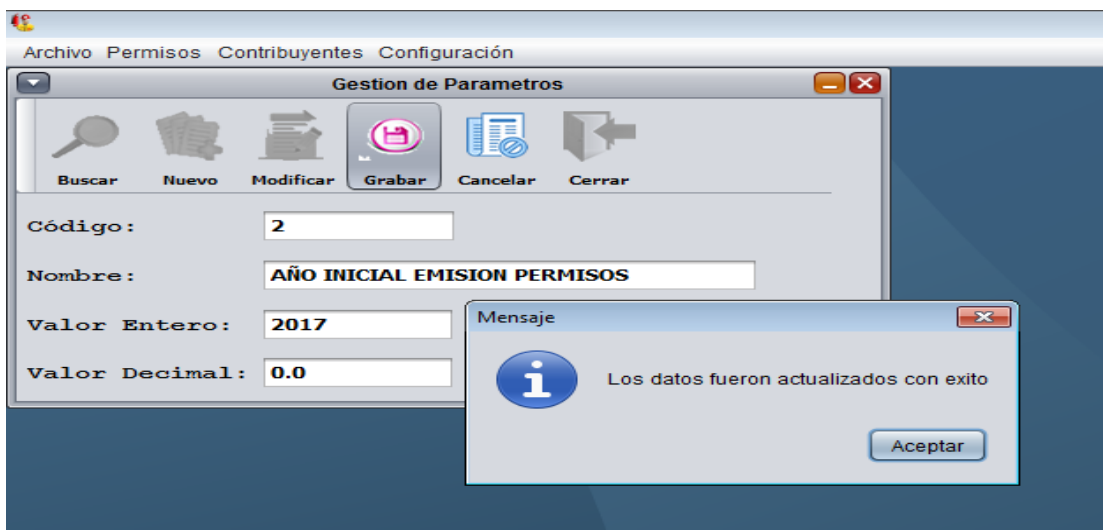 Archivo Permisos Contribuyentes Configuración
Gestion de Parametros
Buscar Nuevo Modificar Grabar Cancelar Cerrar
Código: 2
Nombre: AÑO INICIAL EMISION PERMISOS
Valor Entero: 2017
Valor Decimal: 0.0
Mensaje
Los datos fueron actualizados con exito
Aceptar